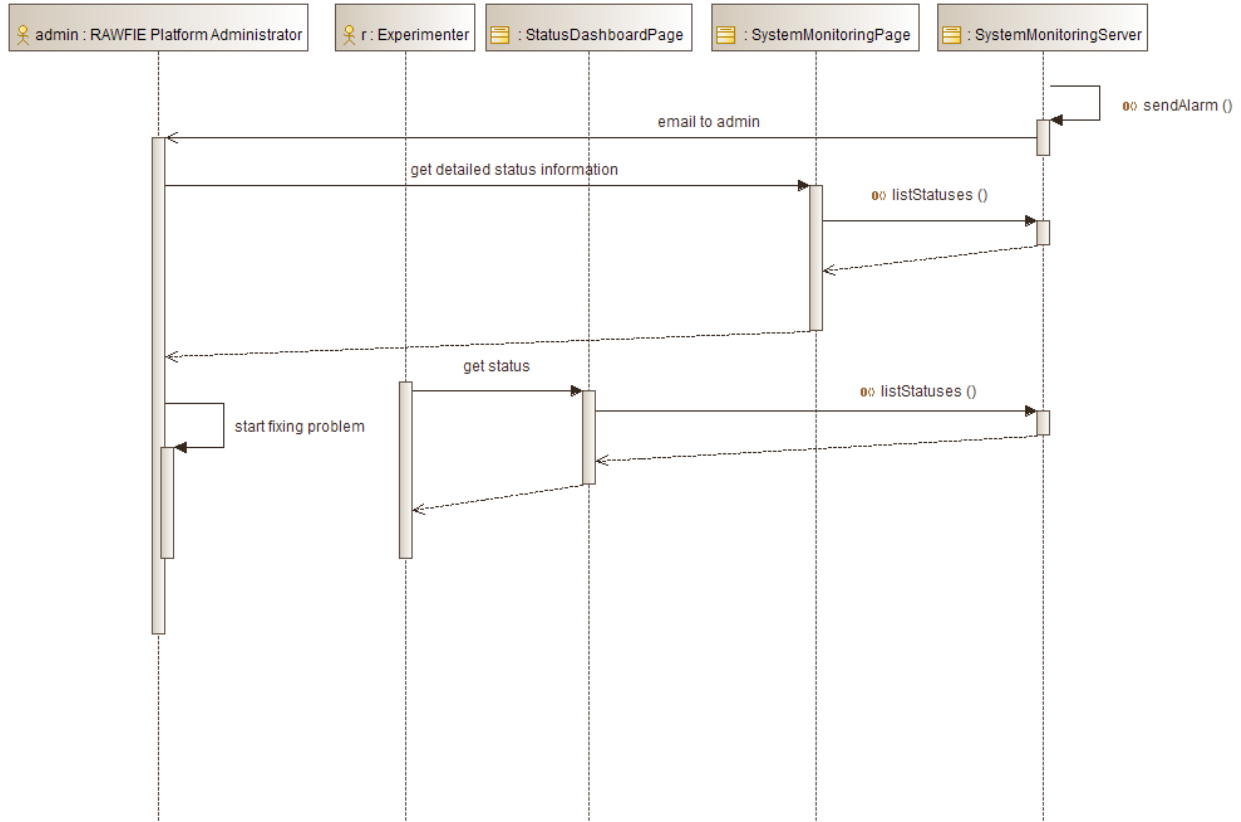 admin : RAWFIE Platform Administrator
r : Experimenter
: StatusDashboardPage
: SystemMonitoringPage
: SystemMonitoringServer
sendAlarm ()
email to admin
get detailed status information
listStatuses ()
get status
listStatuses ()
start fixing problem